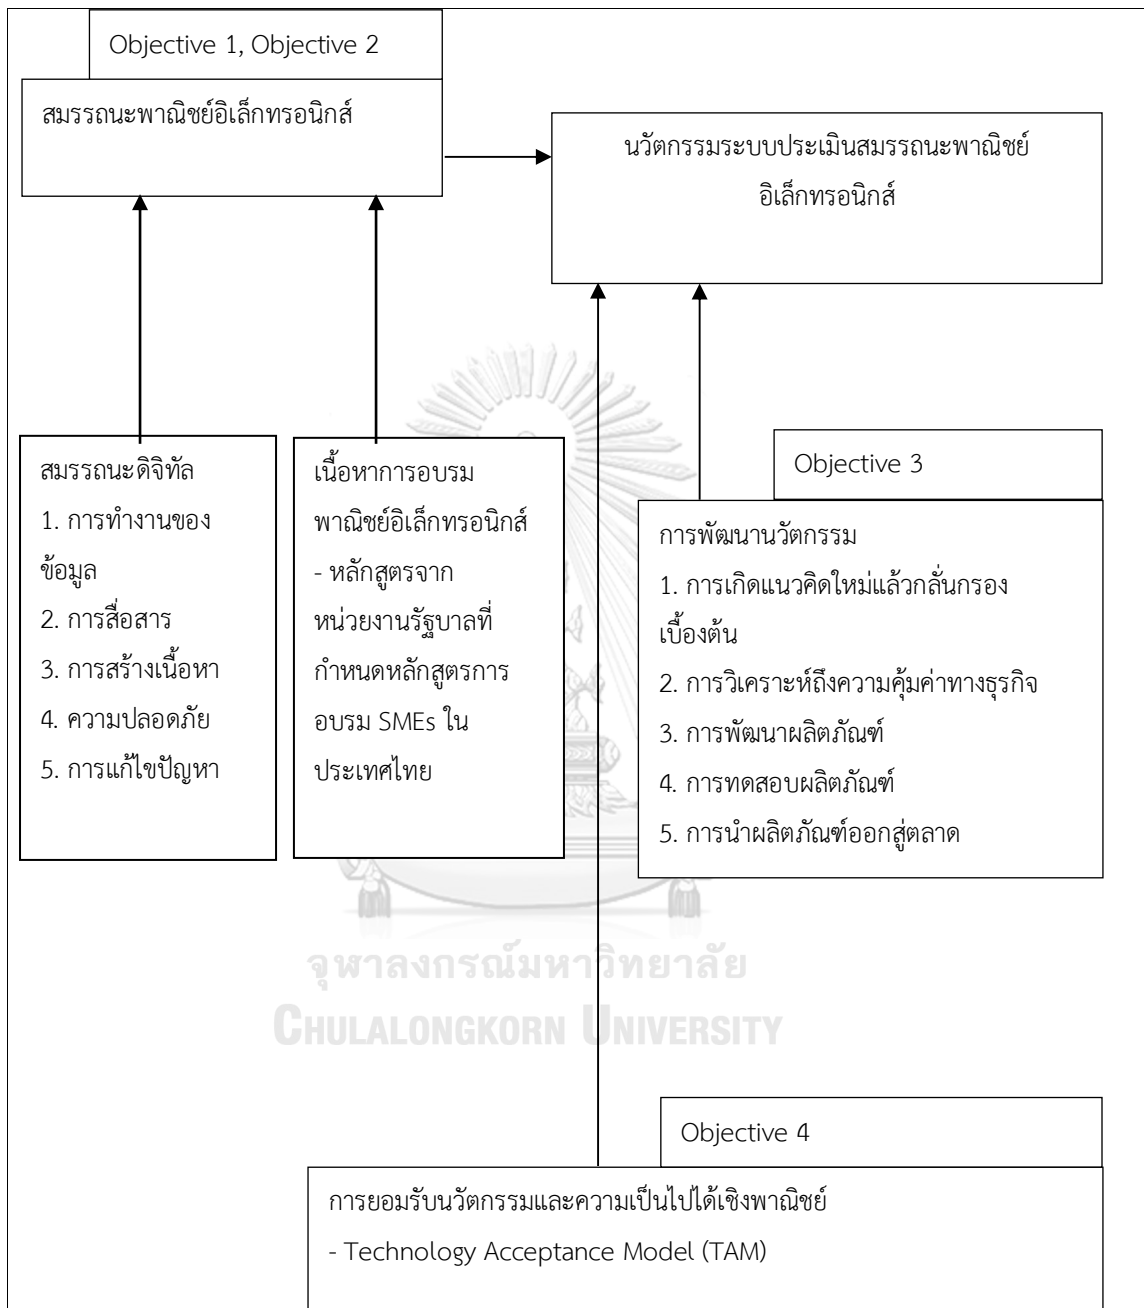 Objective 1, Objective 2
สมรรถนะพาณิชย์อิเล็กทรอนิกส์
นวัตกรรมระบบประเมินสมรรถนะพาณิชย์
อิเล็กทรอนิกส์
สมรรถนะดิจิทัล
1. การทำงานของ
ข้อมูล
2. การสื่อสาร
3. การสร้างเนื้อหา
4. ความปลอดภัย
5. การแก้ไขปัญหา
เนื้อหาการอบรม
พาณิชย์อิเล็กทรอนิกส์
- หลักสูตรจาก
หน่วยงานรัฐบาลที่
กำหนดหลักสูตรการ
อบรม SMEs ใน
ประเทศไทย
Objective 3
การพัฒนานวัตกรรม
1. การเกิดแนวคิดใหม่แล้วกลั่นกรอง
เบื้องต้น
2. การวิเคราะห์ถึงความคุ้มค่าทางธุรกิจ
3. การพัฒนาผลิตภัณฑ์
4. การทดสอบผลิตภัณฑ์
5. การนำผลิตภัณฑ์ออกสู่ตลาด
จุฬาลงกรณ์มหาวิทยาลัย
CHULALONGKORN UNIVERSITY
Objective 4
การยอมรับนวัตกรรมและความเป็นไปได้เชิงพาณิชย์
- Technology Acceptance Model (TAM)